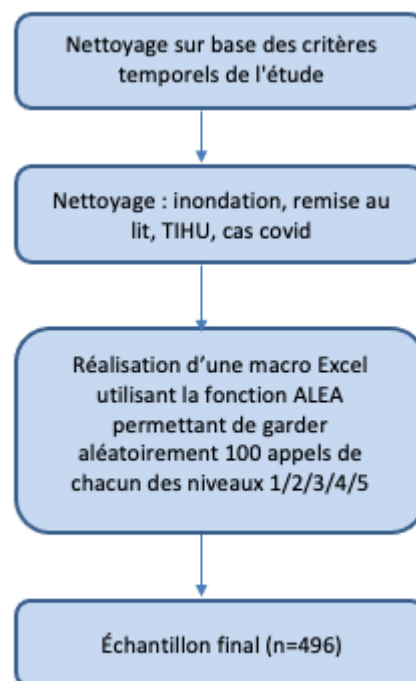 Nettoyage sur base des critères
temporels de l'étude
Nettoyage : inondation, remise au
lit, TIHU, cas covid
Réalisation d’une macro Excel
utilisant la fonction ALEA
permettant de garder
aléatoirement 100 appels de
chacun des niveaux 1/2/3/4/5
Échantillon final (n=496)